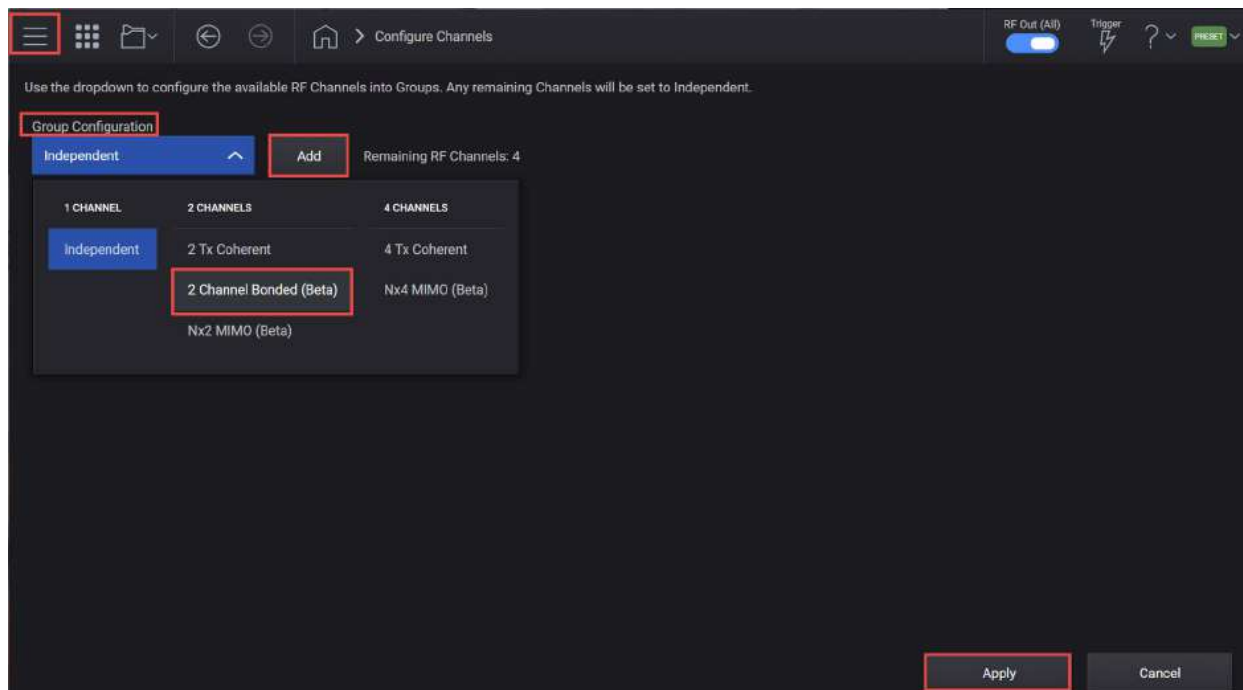 Configure Channels
RF Out (All)
Trigger
PRESET
Use the dropdown to configure the available RF Channels into Groups. Any remaining Channels will be set to Independent.
Group Configuration
Independent
Add
Remaining RF Channels: 4
1 CHANNEL
2 CHANNELS
4 CHANNELS
Independent
2 Tx Coherent
4 Tx Coherent
2 Channel Bonded (Beta)
Nx4 MIMO (Beta)
Nx2 MIMO (Beta)
Apply
Cancel